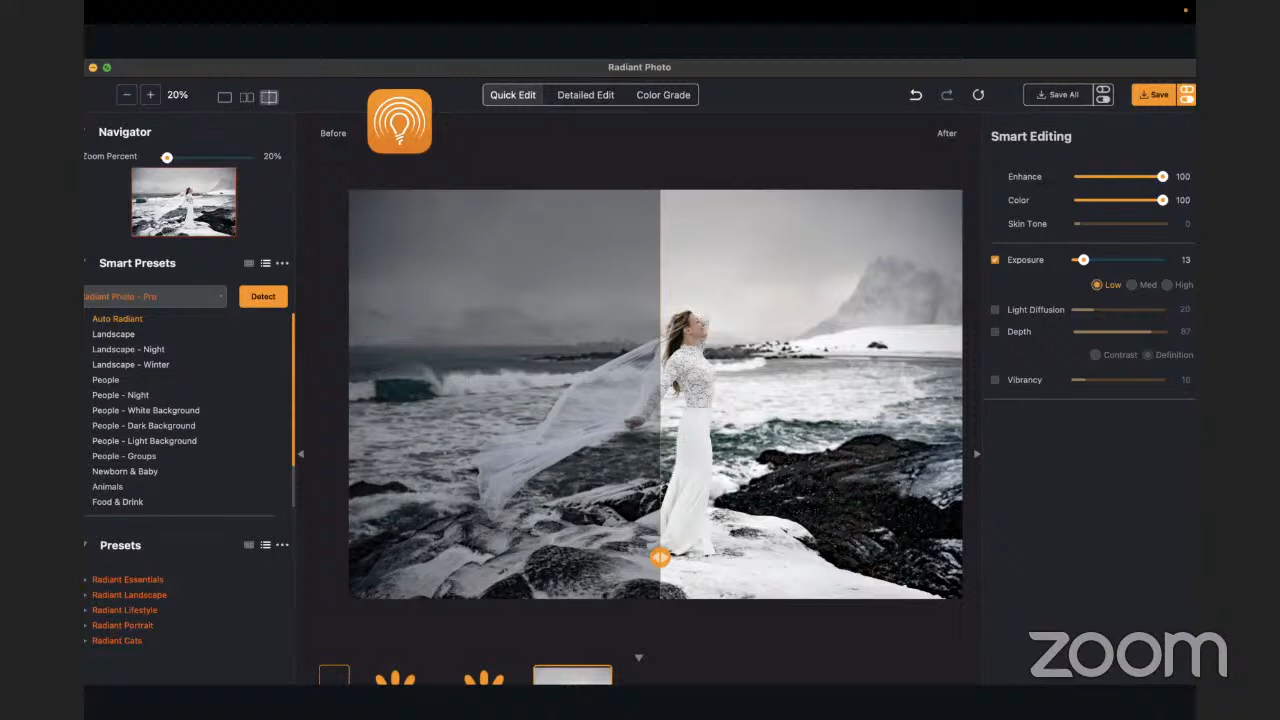 Radiant Photo
20%
Quick Edit
Detailed Edit
Color Grade
Save All
Save
Navigator
Zoom Percent
20%
Before
After
Smart Editing
Enhance
100
Color
100
Skin Tone
0
Exposure
13
Low
Med
High
Light Diffusion
20
Depth
87
Contrast
Definition
Vibrancy
10
Smart Presets
Radiant Photo - Pro
Detect
Auto Radiant
Landscape
Landscape - Night
Landscape - Winter
People
People - Night
People - White Background
People - Dark Background
People - Light Background
People - Groups
Newborn & Baby
Animals
Food & Drink
Presets
Radiant Essentials
Radiant Landscape
Radiant Lifestyle
Radiant Portrait
Radiant Cats
zoom